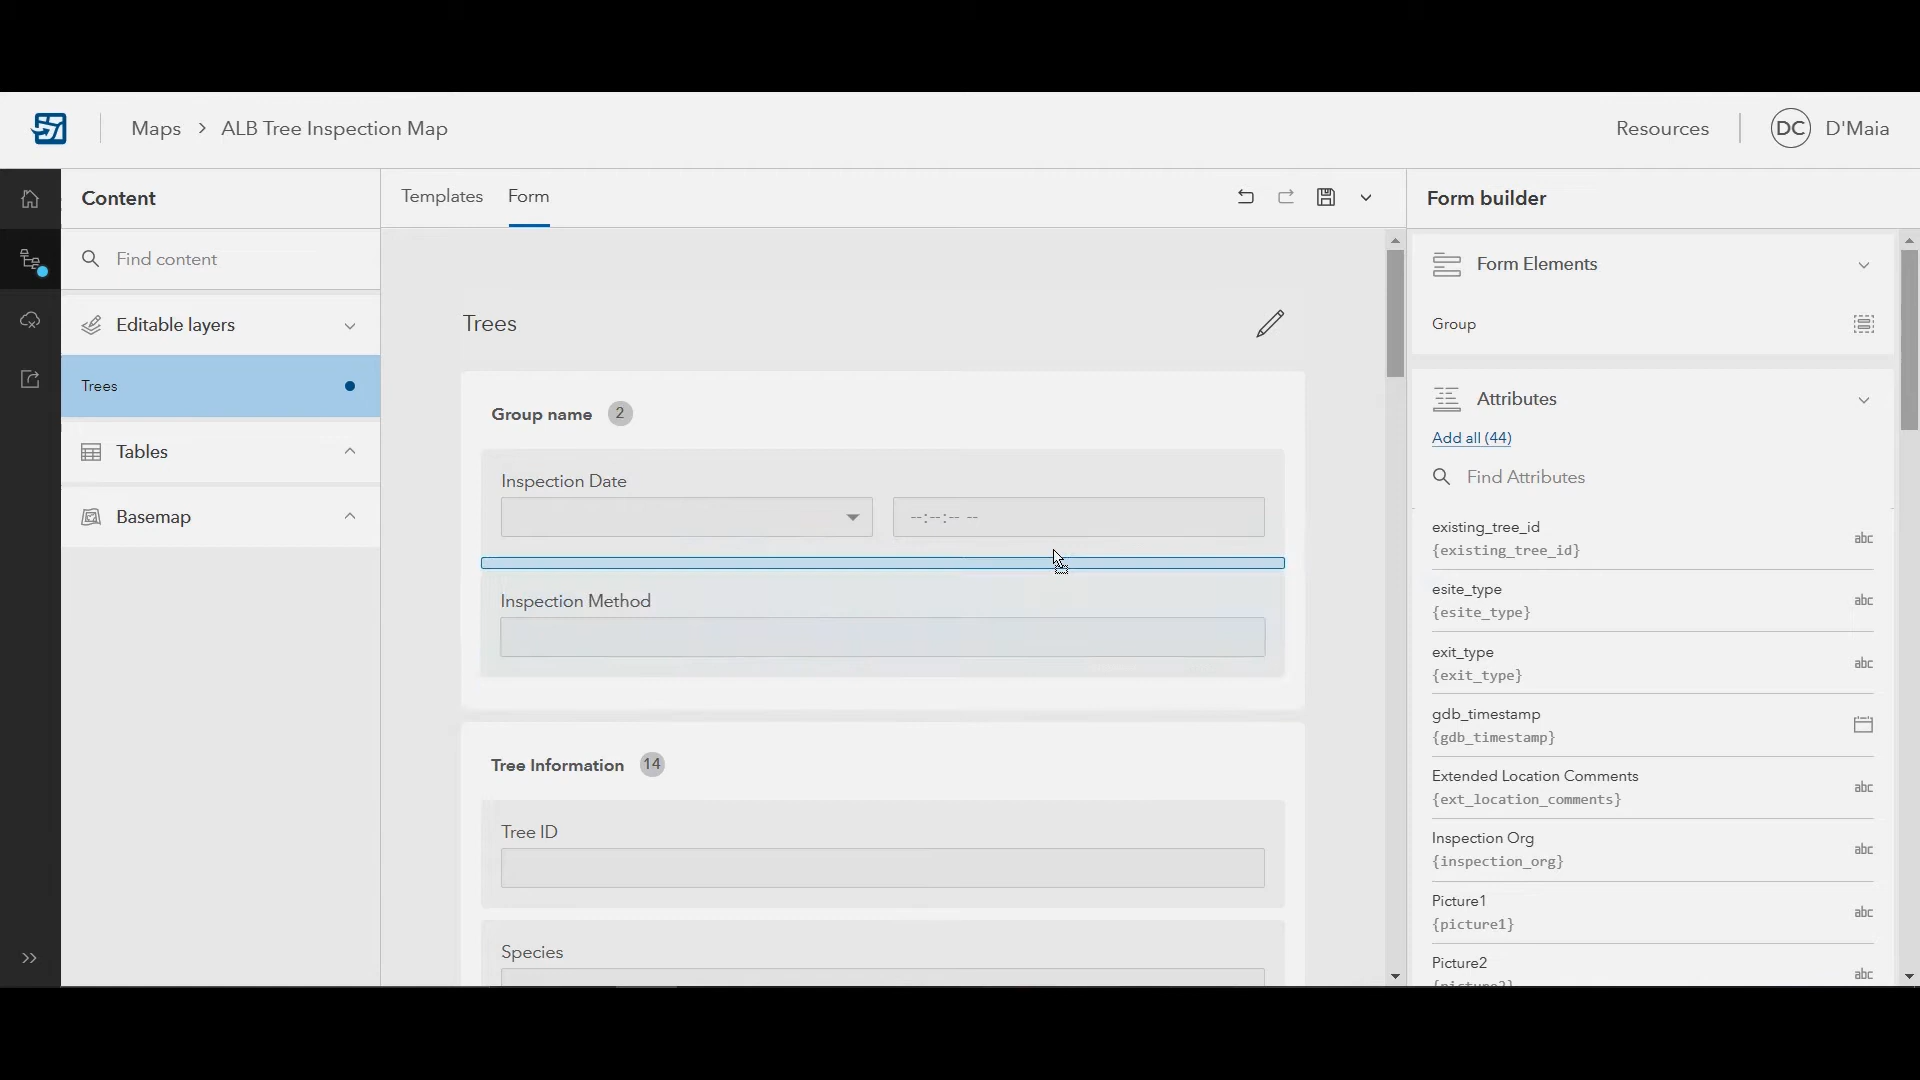 Maps > ALB Tree Inspection Map
Resources
DC D'Maia
Content
Find content
Editable layers
Trees
Tables
Basemap
Templates Form
Trees
Group name 2
Inspection Date
--:--:-- --
Inspection Method
Tree Information 14
Tree ID
Species
Form builder
Form Elements
Group
Attributes
Add all (44)
Find Attributes
existing_tree_id
{existing_tree_id}
abc
esite_type
{esite_type}
abc
exit_type
{exit_type}
abc
gdb_timestamp
{gdb_timestamp}
Extended Location Comments
{ext_location_comments}
abc
Inspection Org
{inspection_org}
abc
Picture1
{picture1}
abc
Picture2
abc